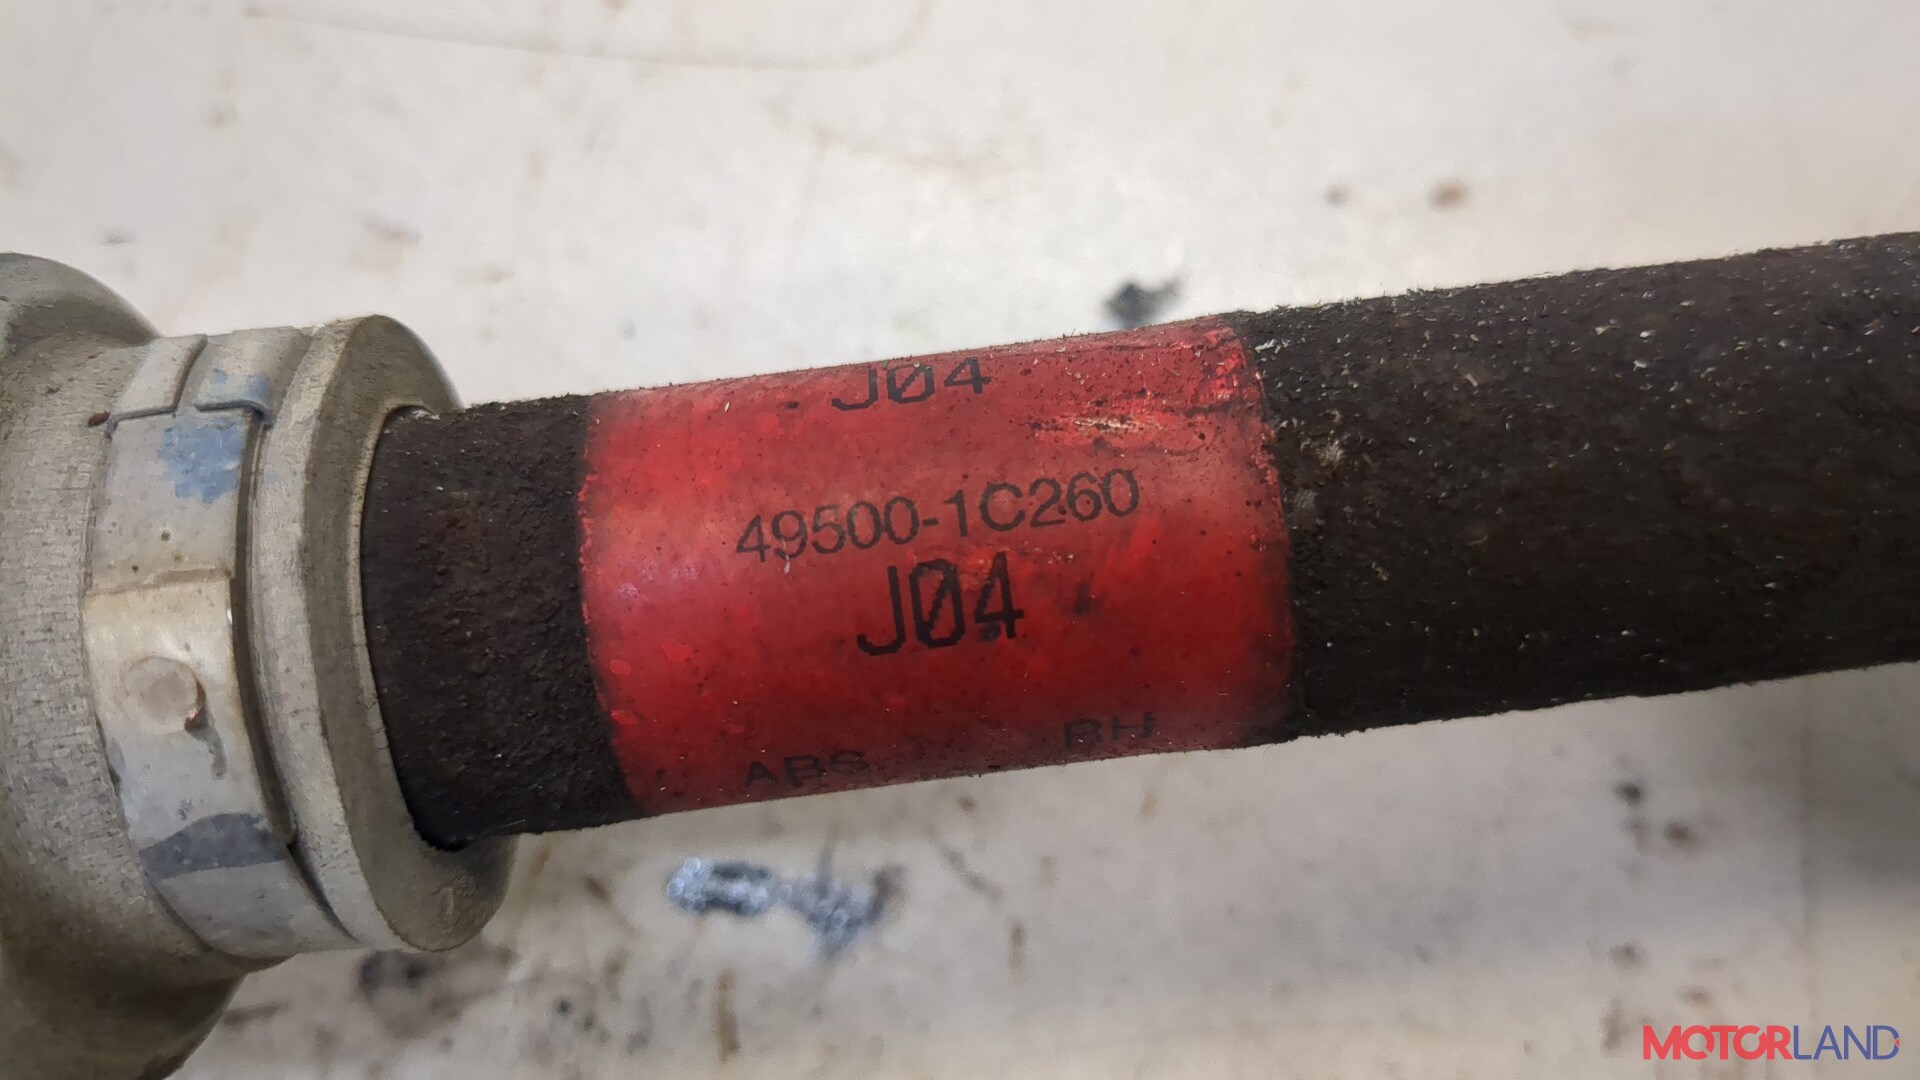 J04
49500-1C260
J04
ABS RH
MOTORLAND